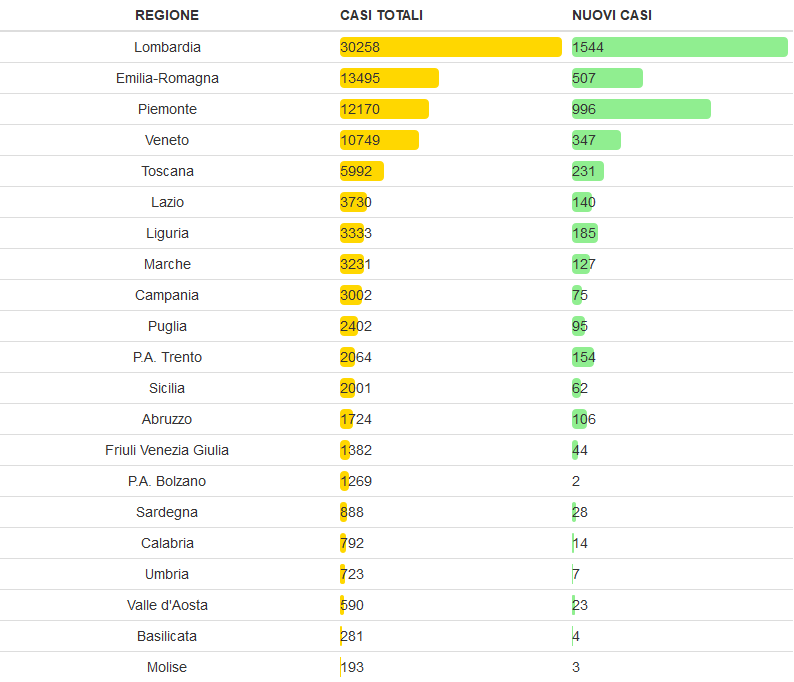 REGIONE CASI TOTALI NUOVI CASI
Lombardia 30258 1544
Emilia-Romagna 13495 507
Piemonte 12170 996
Veneto 10749 347
Toscana 5992 231
Lazio 3730 140
Liguria 3333 185
Marche 3231 127
Campania 3002 75
Puglia 2402 95
P.A. Trento 2064 154
Sicilia 2001 62
Abruzzo 1724 106
Friuli Venezia Giulia 1382 44
P.A. Bolzano 1269 2
Sardegna 888 28
Calabria 792 14
Umbria 723 7
Valle d'Aosta 590 23
Basilicata 281 4
Molise 193 3